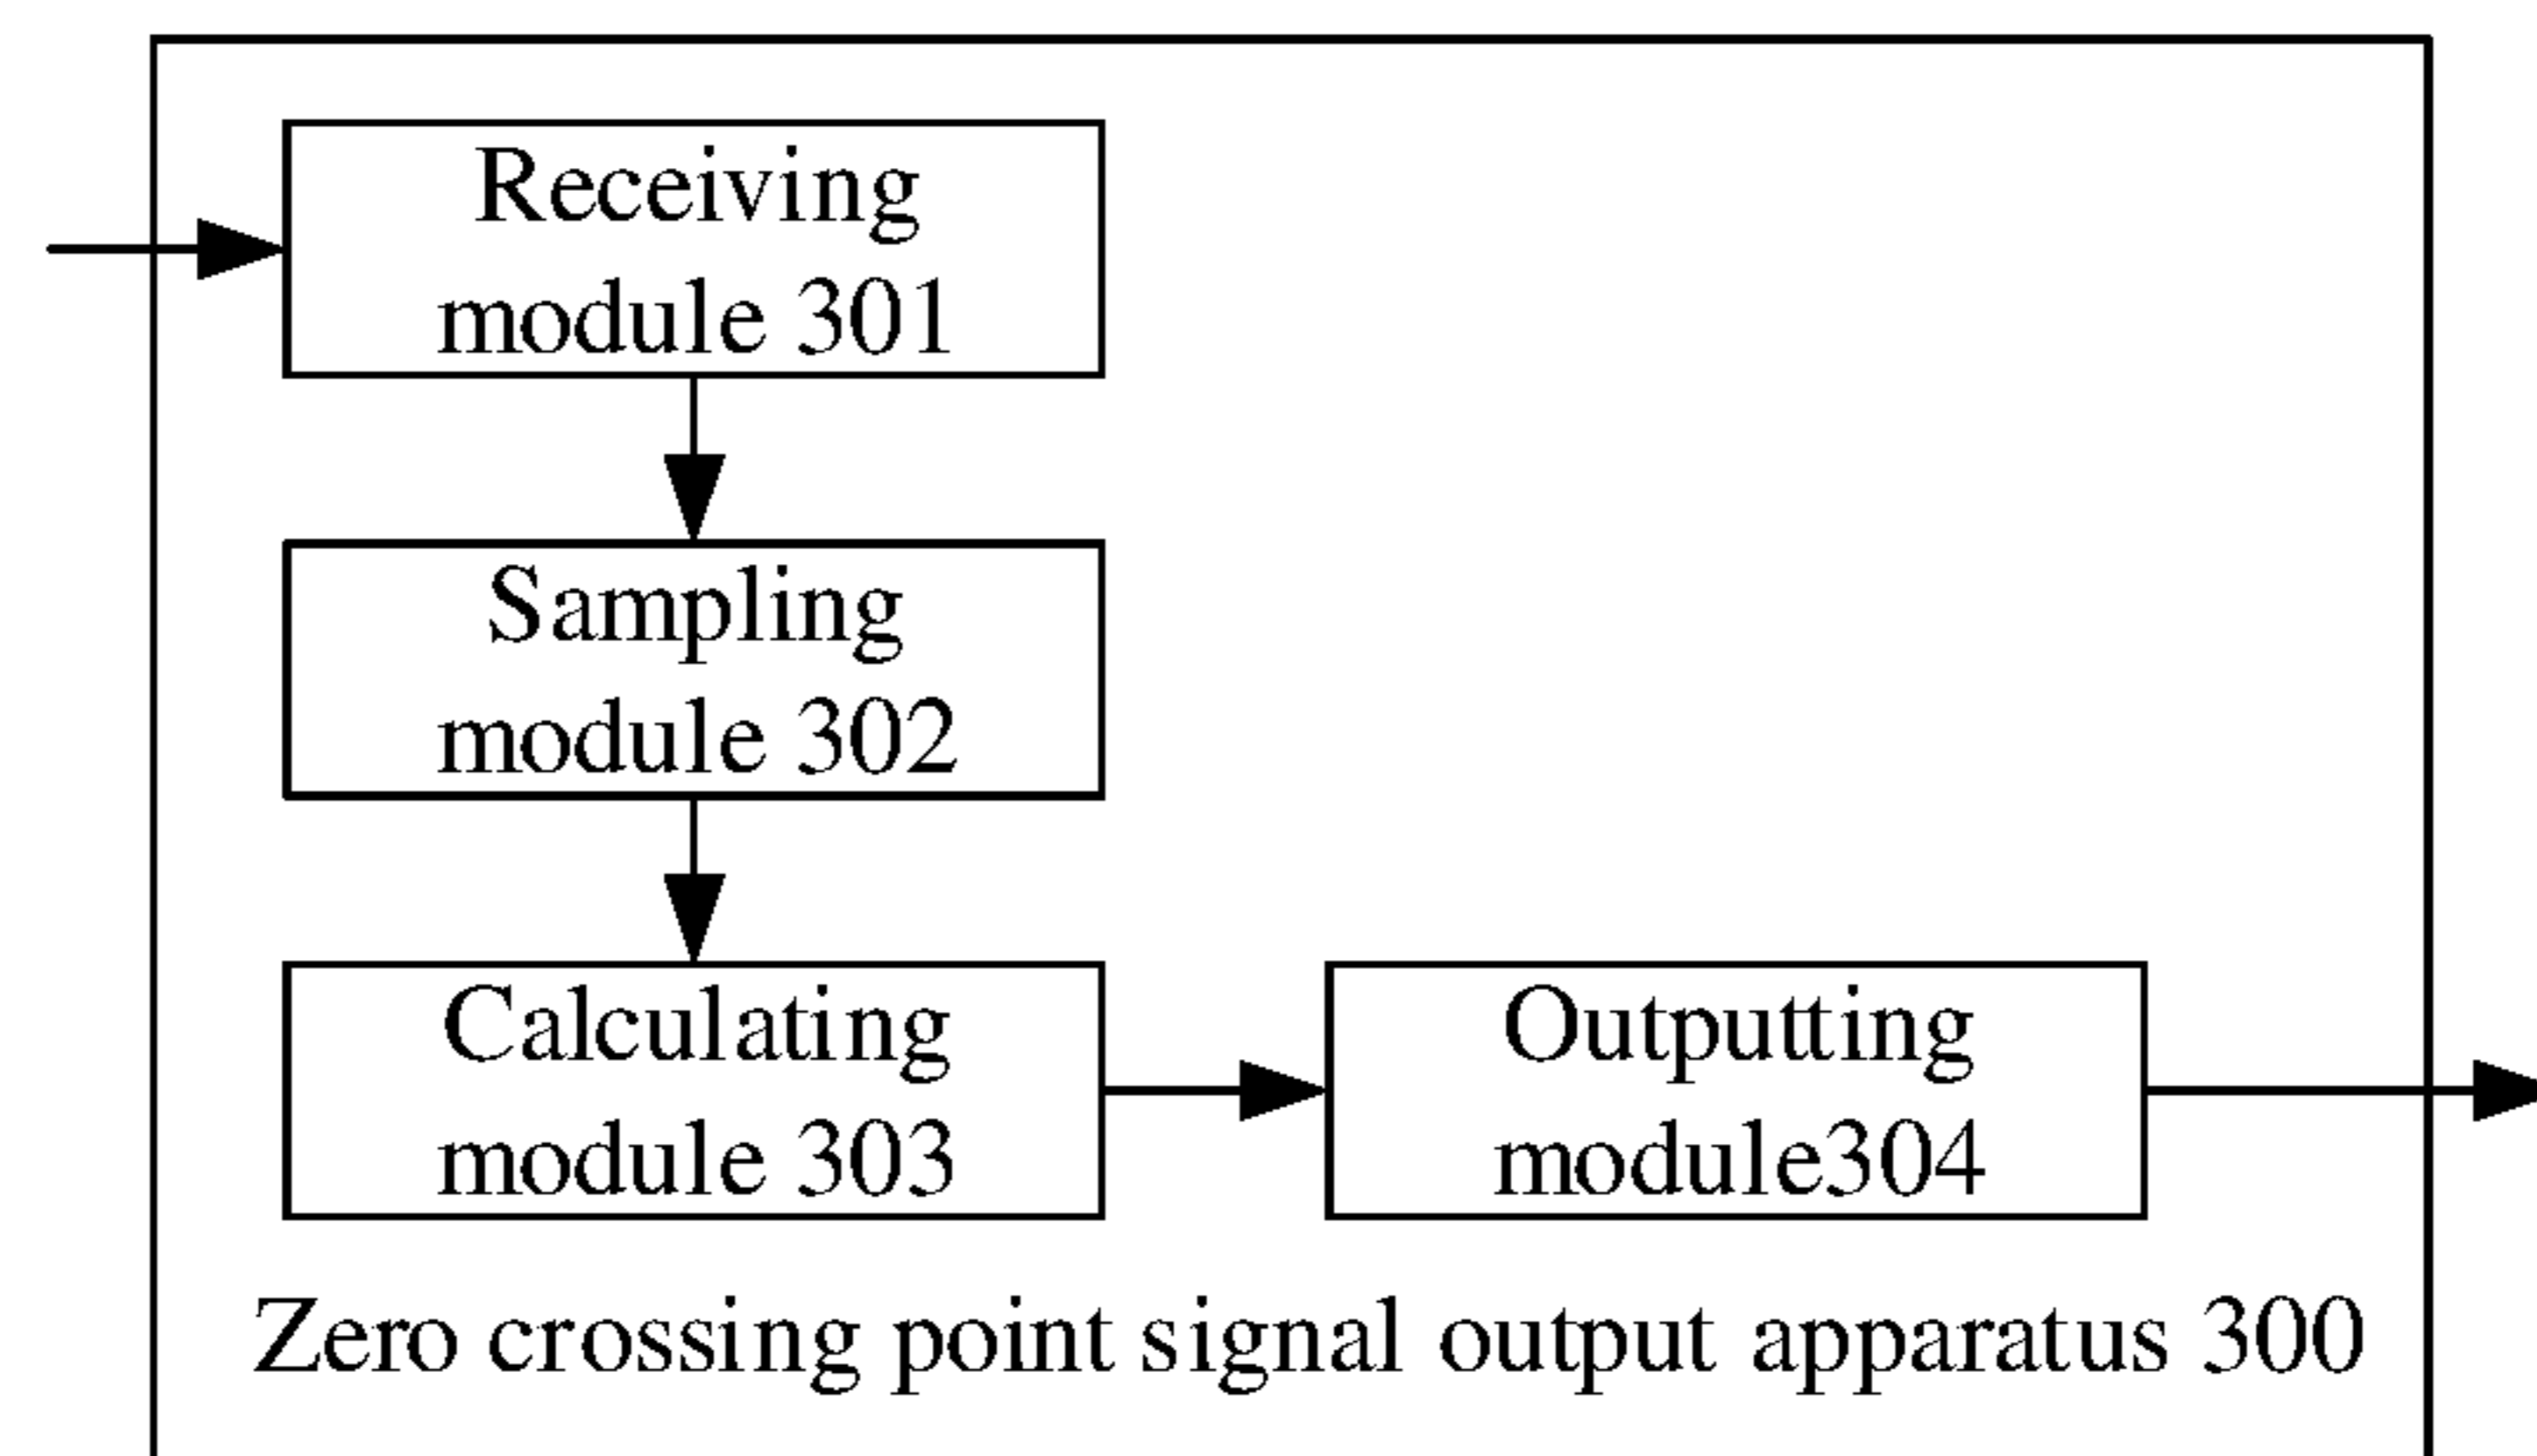 Receiving
module 301
Sampling
module 302
Calculating
module 303
Outputting
module304
Zero crossing point signal output apparatus 300